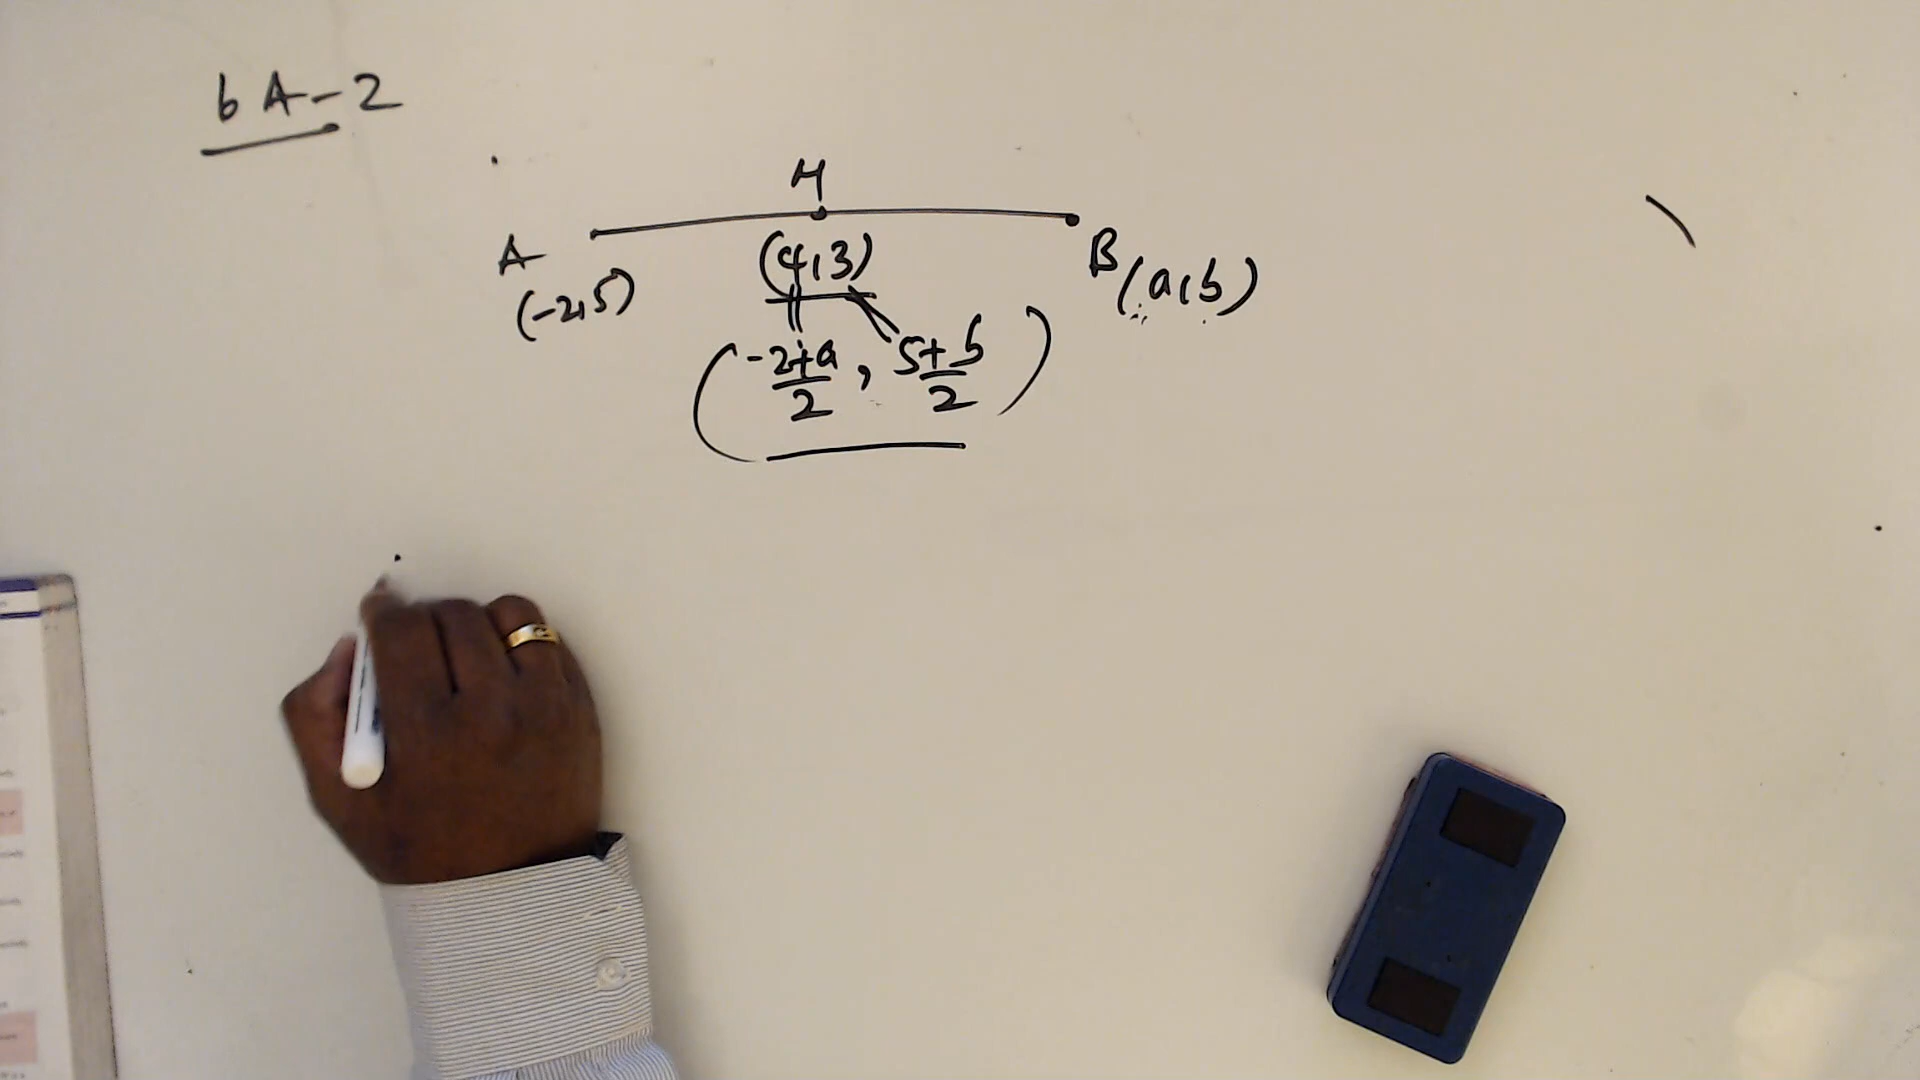 6A-2
M
A
(4,3)
B (a,b)
(-2,5)
(-2+a/2, 5+b/2)